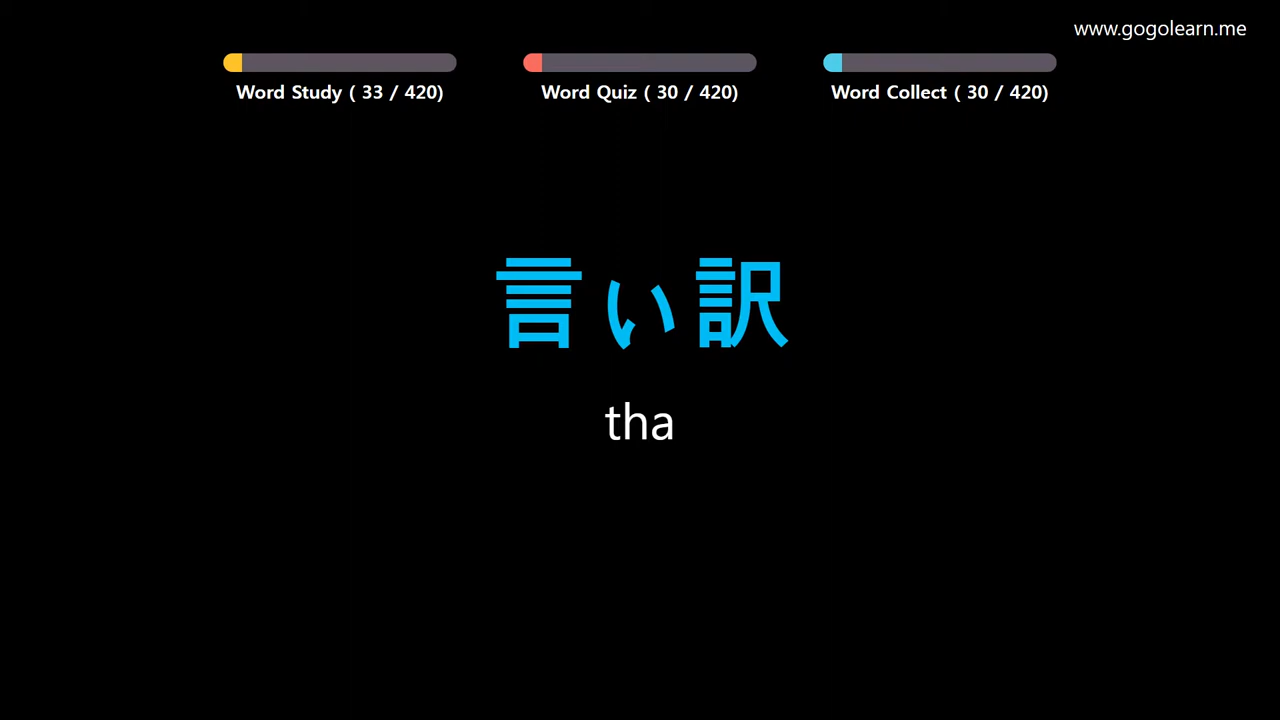 www.gogolearn.me
Word Study ( 33 / 420)
Word Quiz ( 30 / 420)
Word Collect ( 30 / 420)
言い訳
tha